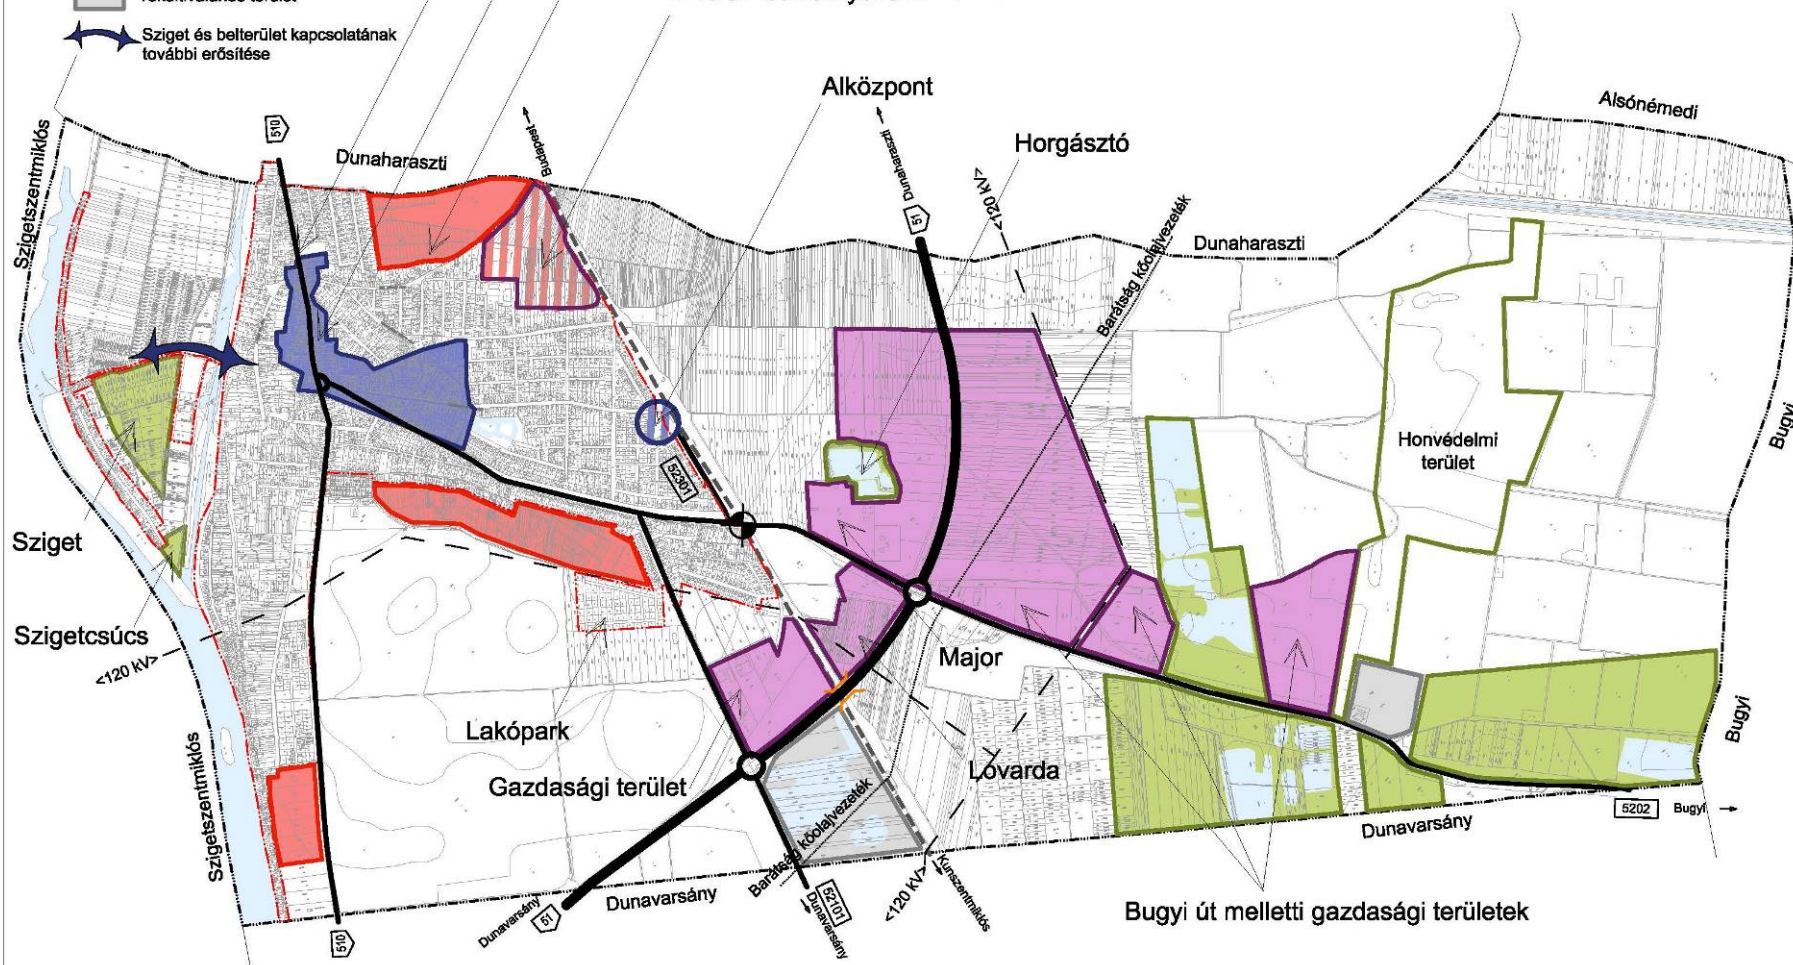 Sziget és belterület kapcsolatának
további erősítése
Alközpont
Horgásztó
Alsónémedi
Szigetszentmiklós
510
Dunaharaszti
Budapest
Dunaharaszti
51
<120 kV>
Barátság kőolajvezeték
Dunaharaszti
Bugyi
Honvédelmi
terület
52301
Sziget
Szigetcsúcs
<120 kV>
Major
Lakópark
Lovarda
Gazdasági terület
Bugyi
Szigetszentmiklós
5202
Bugyi
Dunavarsány
Barátság kőolajvezeték
Dunavarsány
Dunavarsány
51
52101
Dunavarsány
<120 kV>
Kunszentmiklós
510
Bugyi út melletti gazdasági területek